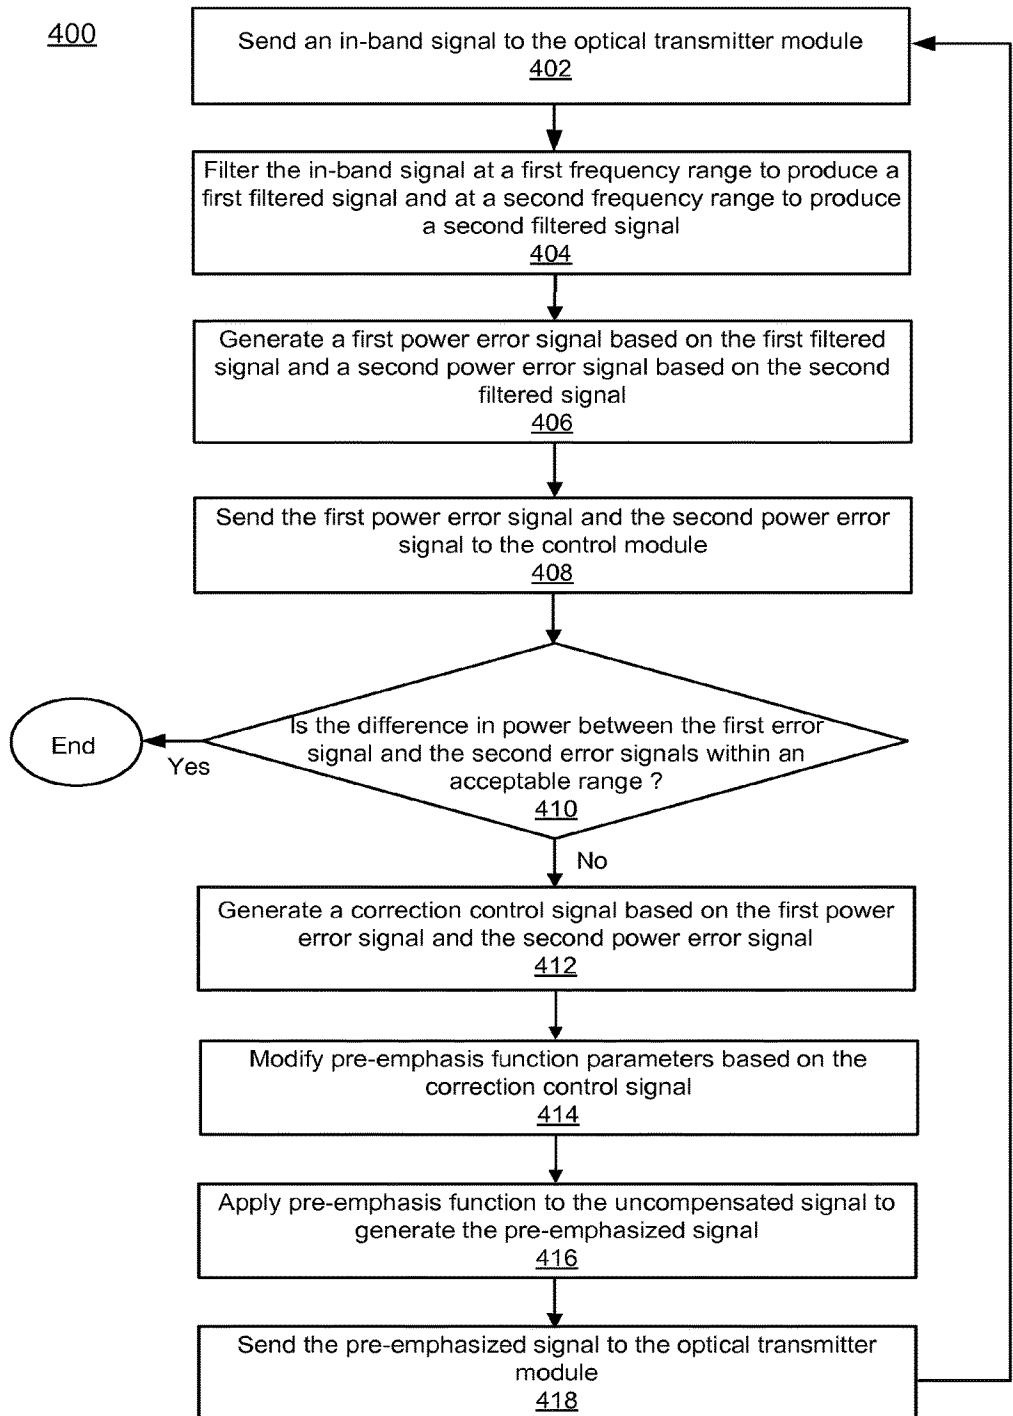 400
Send an in-band signal to the optical transmitter module
402
Filter the in-band signal at a first frequency range to produce a
first filtered signal and at a second frequency range to produce
a second filtered signal
404
Generate a first power error signal based on the first filtered
signal and a second power error signal based on the second
filtered signal
406
Send the first power error signal and the second power error
signal to the control module
408
Is the difference in power between the first error
signal and the second error signals within an
acceptable range ?
410
End
Yes
No
Generate a correction control signal based on the first power
error signal and the second power error signal
412
Modify pre-emphasis function parameters based on the
correction control signal
414
Apply pre-emphasis function to the uncompensated signal to
generate the pre-emphasized signal
416
Send the pre-emphasized signal to the optical transmitter
module
418